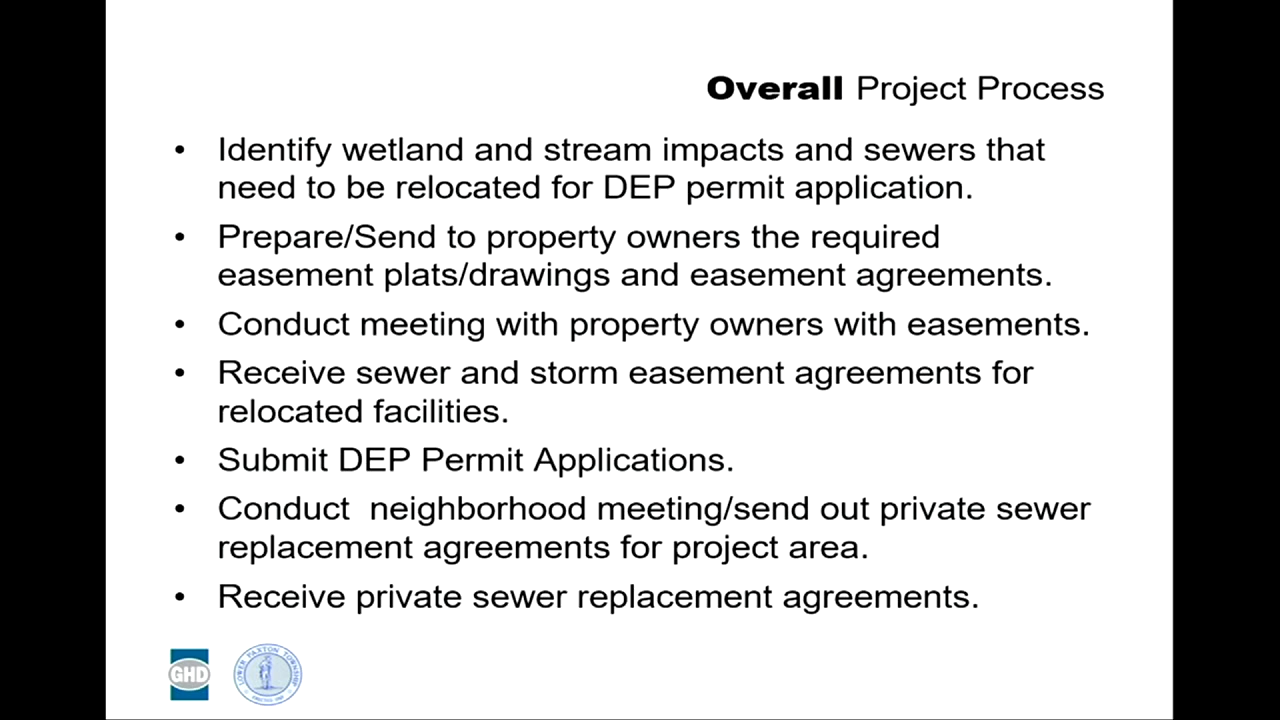 Overall Project Process
• Identify wetland and stream impacts and sewers that
need to be relocated for DEP permit application.
• Prepare/Send to property owners the required
easement plats/drawings and easement agreements.
• Conduct meeting with property owners with easements.
• Receive sewer and storm easement agreements for
relocated facilities.
• Submit DEP Permit Applications.
• Conduct  neighborhood meeting/send out private sewer
replacement agreements for project area.
• Receive private sewer replacement agreements.
GHD
LOWER PAXTON TOWNSHIP